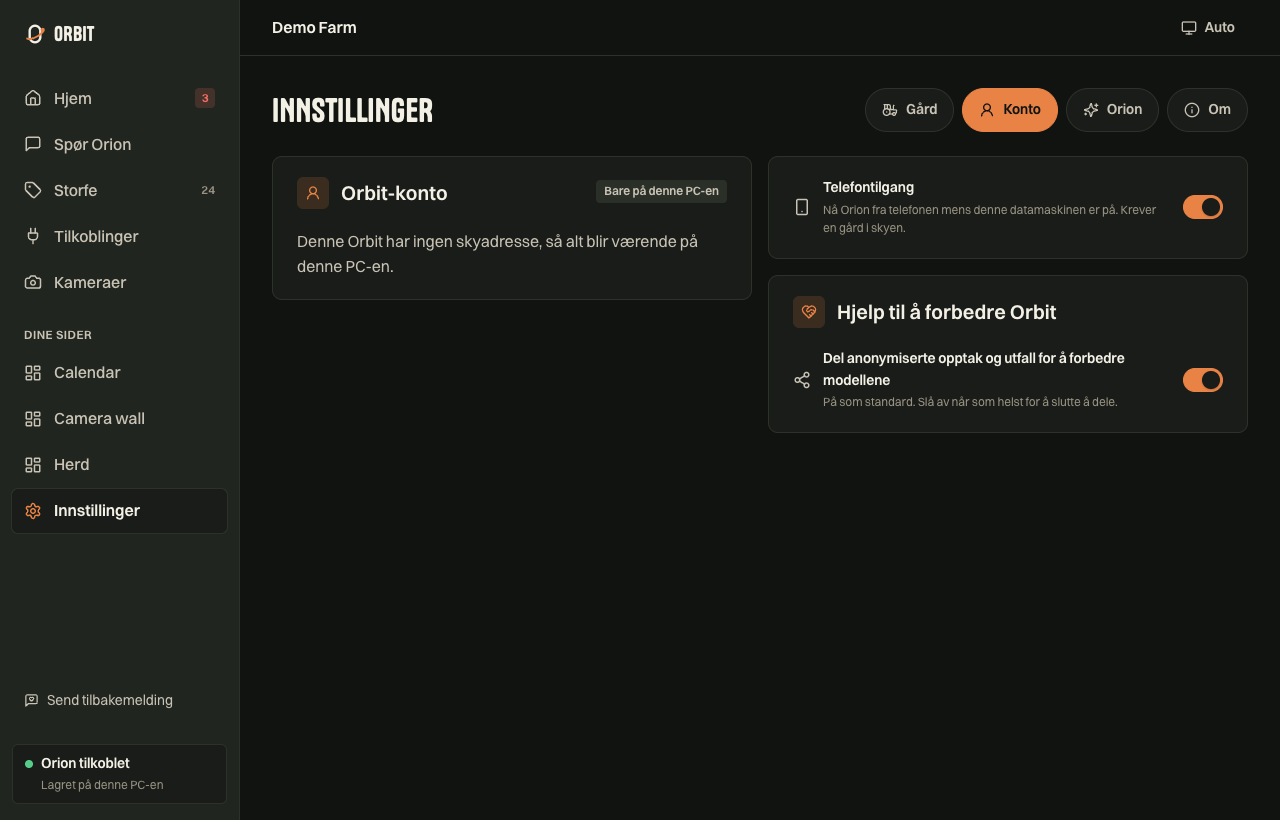 ORBIT
Hjem 3
Spør Orion
Storfe 24
Tilkoblinger
Kameraer
DINE SIDER
Calendar
Camera wall
Herd
Innstillinger
Send tilbakemelding
Orion tilkoblet
Lagret på denne PC-en
Demo Farm
Auto
INNSTILLINGER
Gård
Konto
Orion
Om
Orbit-konto
Bare på denne PC-en
Denne Orbit har ingen skyadresse, så alt blir værende på
denne PC-en.
Telefontilgang
Nå Orion fra telefonen mens denne datamaskinen er på. Krever
en gård i skyen.
Hjelp til å forbedre Orbit
Del anonymiserte opptak og utfall for å forbedre
modellene
På som standard. Slå av når som helst for å slutte å dele.